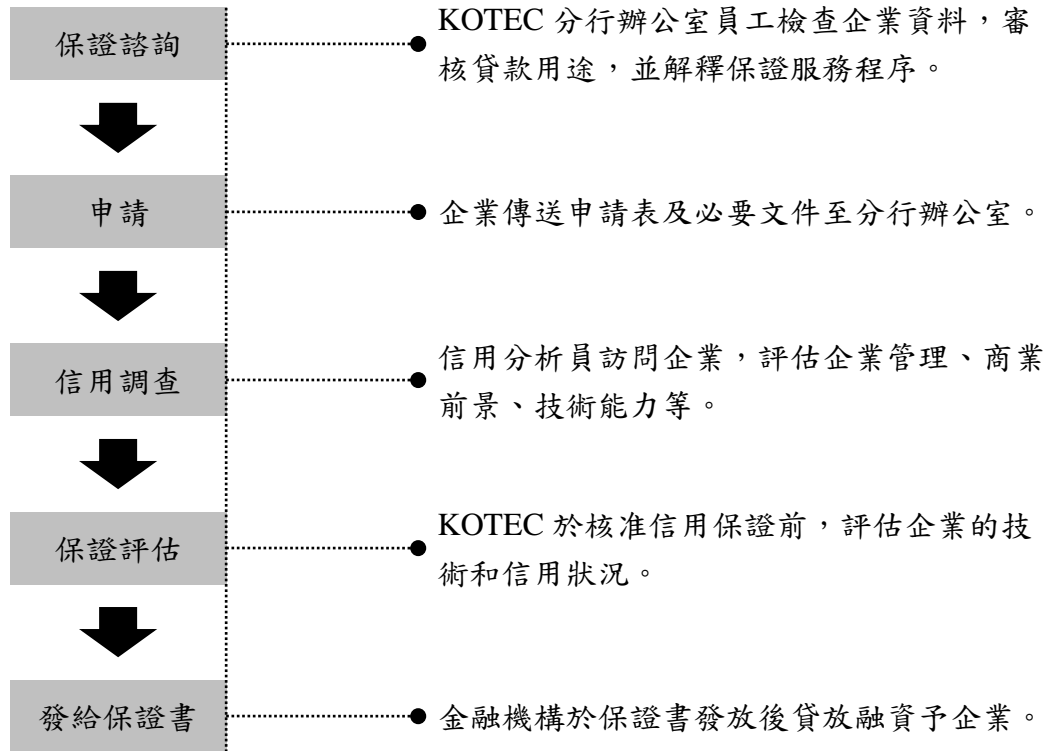 保證諮詢
KOTEC 分行辦公室員工檢查企業資料，審
核貸款用途，並解釋保證服務程序。
申請
企業傳送申請表及必要文件至分行辦公室。
信用調查
信用分析員訪問企業，評估企業管理、商業
前景、技術能力等。
保證評估
KOTEC 於核准信用保證前，評估企業的技
術和信用狀況。
發給保證書
金融機構於保證書發放後貸放融資予企業。